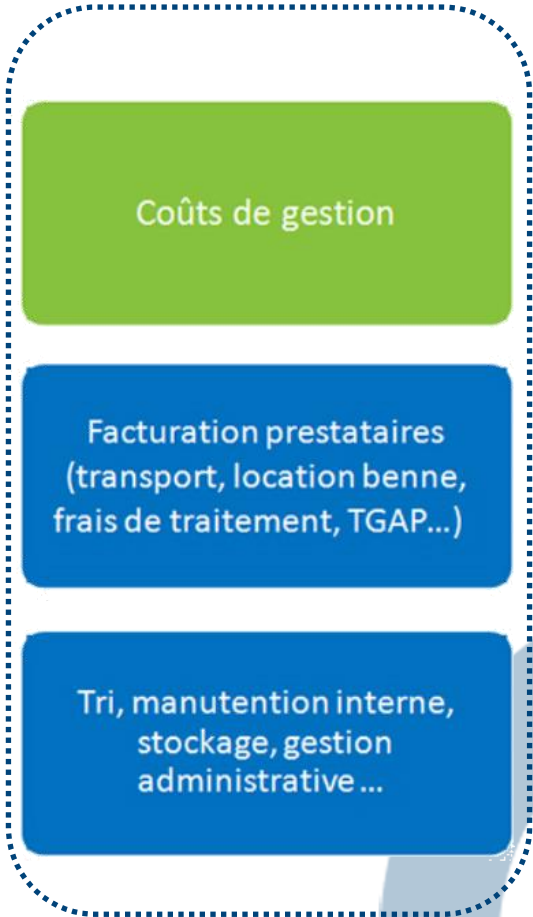 Coûts de gestion
Facturation prestataires
(transport, location benne,
frais de traitement, TGAP...)
Tri, manutention interne,
stockage, gestion
administrative...